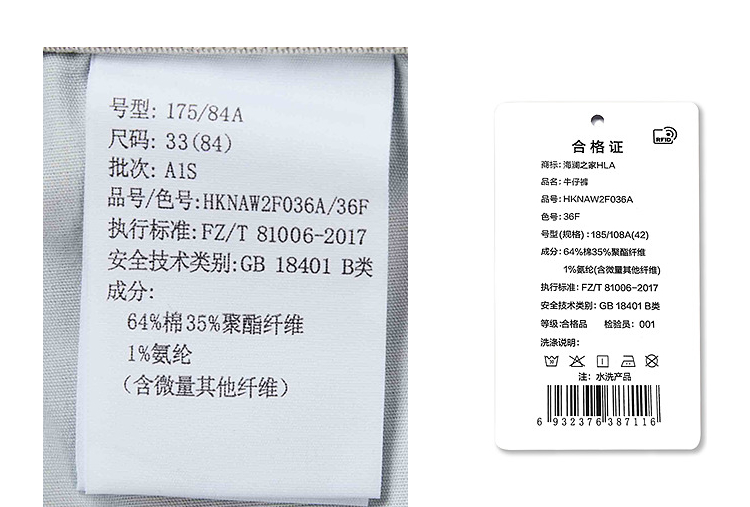 号型: 175/84A
尺码: 33(84)
批次: A1S
品号/色号:HKNAW2F036A/36F
执行标准:FZ/T 81006-2017
安全技术类别:GB 18401 B类
成分:
64%棉35%聚酯纤维
1%氨纶
(含微量其他纤维)
RFID
合格证
商标: 海澜之家HLA
品名: 牛仔裤
品号: HKNAW2F036A
色号: 36F
号型(规格): 185/108A(42)
成分: 64%棉35%聚酯纤维
1%氨纶(含微量其他纤维)
执行标准: FZ/T 81006-2017
安全技术类别: GB 18401 B类
等级:合格品 检验员: 001
洗涤说明:
注: 水洗产品
6 932376 387116